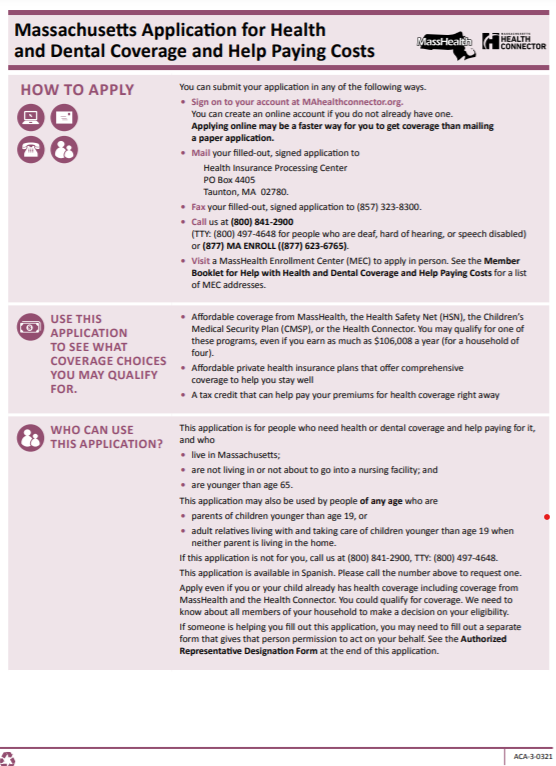 Massachusetts Application for Health
and Dental Coverage and Help Paying Costs
MassHealth
MASSACHUSETTS
HEALTH
CONNECTOR
HOW TO APPLY
You can submit your application in any of the following ways.
• Sign on to your account at MAhealthconnector.org.
You can create an online account if you do not already have one.
Applying online may be a faster way for you to get coverage than mailing
a paper application.
• Mail your filled-out, signed application to
Health Insurance Processing Center
PO Box 4405
Taunton, MA 02780.
• Fax your filled-out, signed application to (857) 323-8300.
• Call us at (800) 841-2900
(TTY: (800) 497-4648 for people who are deaf, hard of hearing, or speech disabled)
or (877) MA ENROLL ((877) 623-6765).
• Visit a MassHealth Enrollment Center (MEC) to apply in person. See the Member
Booklet for Help with Health and Dental Coverage and Help Paying Costs for a list
of MEC addresses.
USE THIS
APPLICATION
TO SEE WHAT
COVERAGE CHOICES
YOU MAY QUALIFY
FOR.
• Affordable coverage from MassHealth, the Health Safety Net (HSN), the Children's
Medical Security Plan (CMSP), or the Health Connector. You may qualify for one of
these programs, even if you earn as much as $106,008 a year (for a household of
four).
• Affordable private health insurance plans that offer comprehensive
coverage to help you stay well
• A tax credit that can help pay your premiums for health coverage right away
WHO CAN USE
THIS APPLICATION?
This application is for people who need health or dental coverage and help paying for it,
and who
• live in Massachusetts;
• are not living in or not about to go into a nursing facility; and
• are younger than age 65.
This application may also be used by people of any age who are
• parents of children younger than age 19, or
• adult relatives living with and taking care of children younger than age 19 when
neither parent is living in the home.
If this application is not for you, call us at (800) 841-2900, TTY: (800) 497-4648.
This application is available in Spanish. Please call the number above to request one.
Apply even if you or your child already has health coverage including coverage from
MassHealth and the Health Connector. You could qualify for coverage. We need to
know about all members of your household to make a decision on your eligibility.
If someone is helping you fill out this application, you may need to fill out a separate
form that gives that person permission to act on your behalf. See the Authorized
Representative Designation Form at the end of this application.
ACA-3-0321